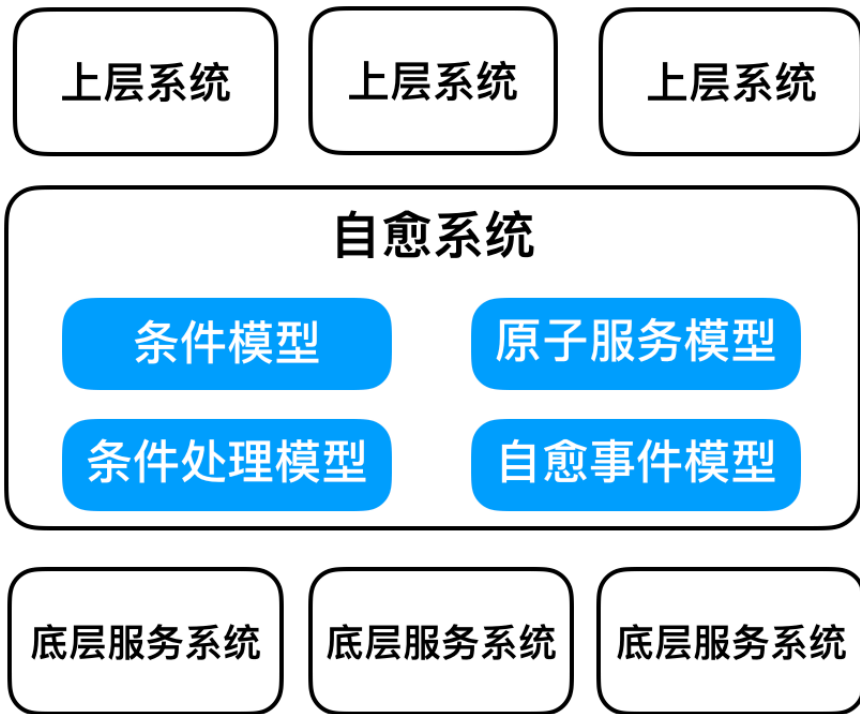 上层系统
上层系统
上层系统
自愈系统
条件模型
原子服务模型
条件处理模型
自愈事件模型
底层服务系统
底层服务系统
底层服务系统